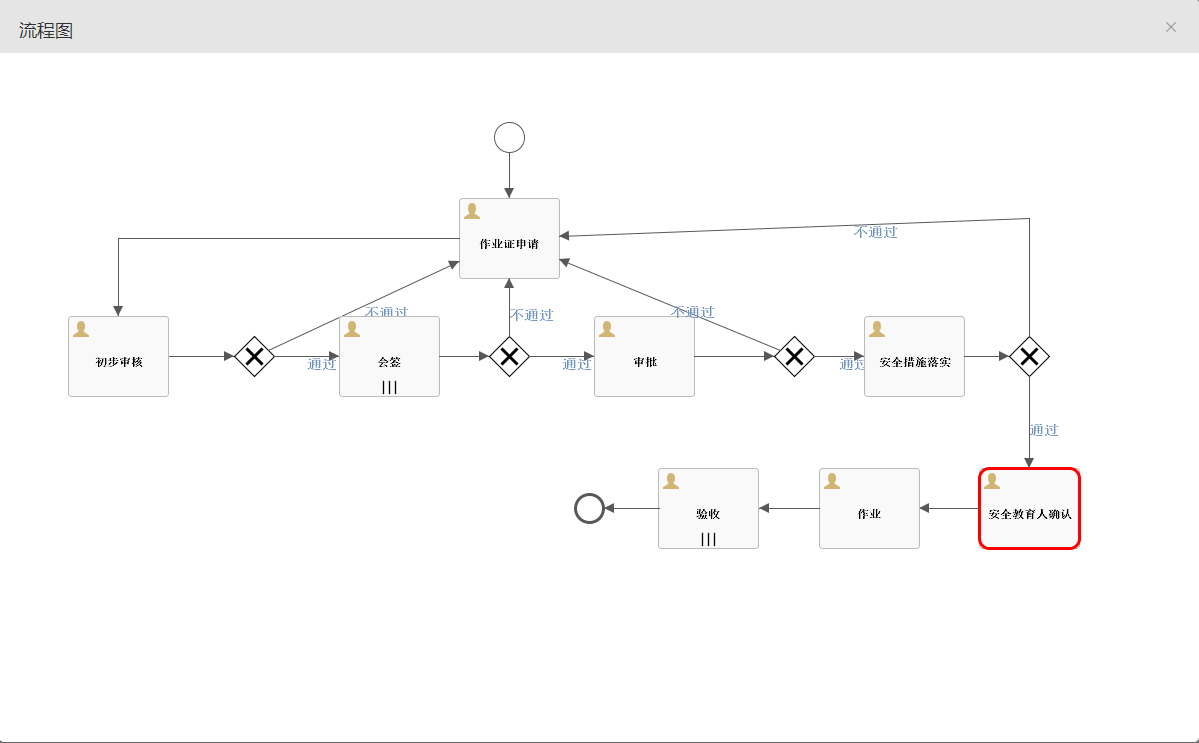 流程图
作业证申请
不通过
不通过
不通过
不通过
初步审核
通过
会签
通过
审批
通过
安全措施落实
通过
验收
作业
安全教育人确认